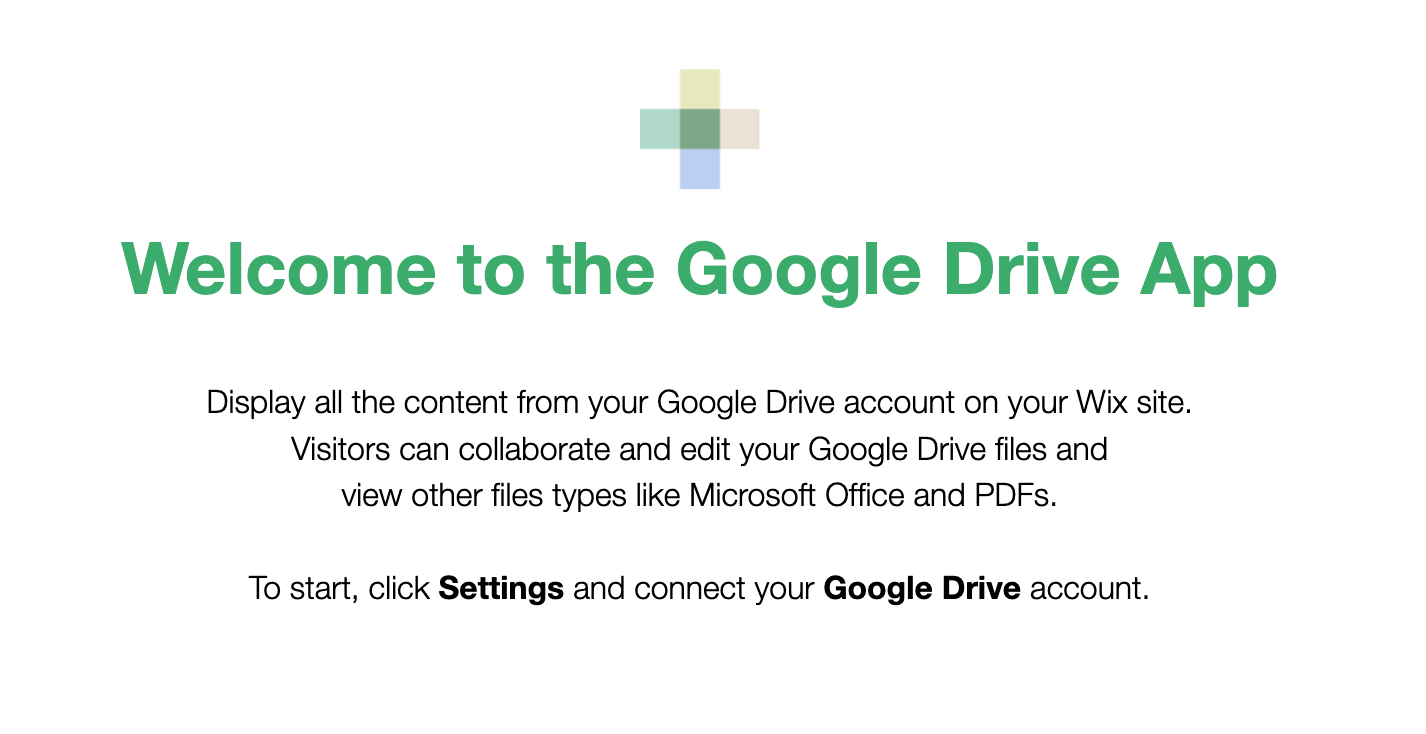 Welcome to the Google Drive App
Display all the content from your Google Drive account on your Wix site.
Visitors can collaborate and edit your Google Drive files and
view other files types like Microsoft Office and PDFs.
To start, click Settings and connect your Google Drive account.